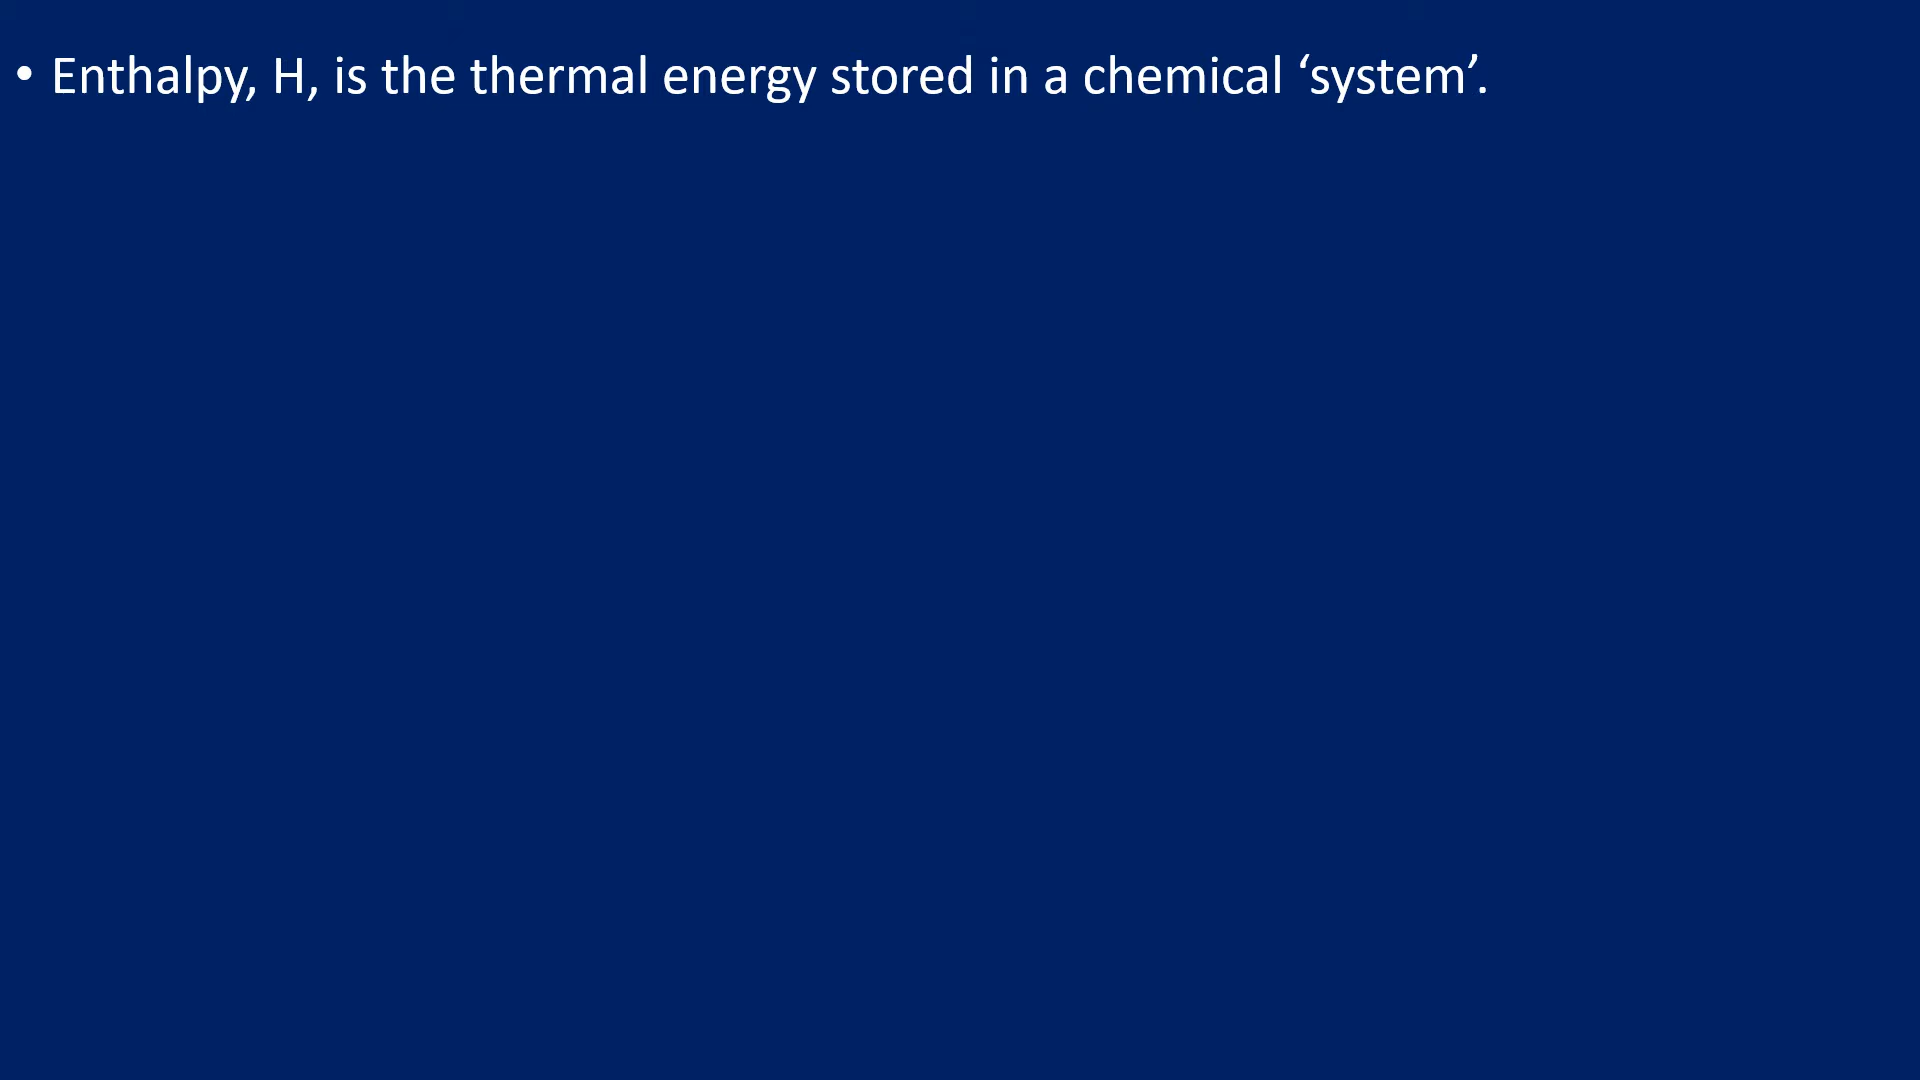 • Enthalpy, H, is the thermal energy stored in a chemical ‘system’.